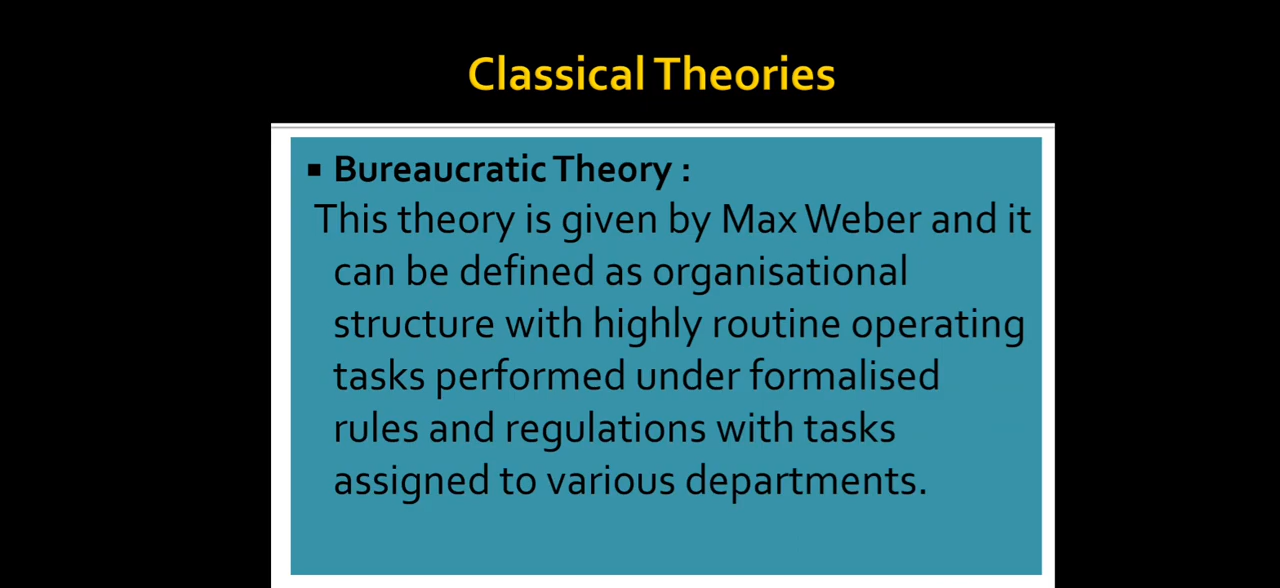 Classical Theories
▪ Bureaucratic Theory :
This theory is given by Max Weber and it
can be defined as organisational
structure with highly routine operating
tasks performed under formalised
rules and regulations with tasks
assigned to various departments.